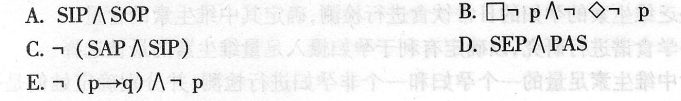 A. SIP∧SOP B. □¬ p∧¬ ◇¬ p
C. ¬ (SAP∧SIP) D. SEP∧PAS
E. ¬ (p→q) ∧¬ p